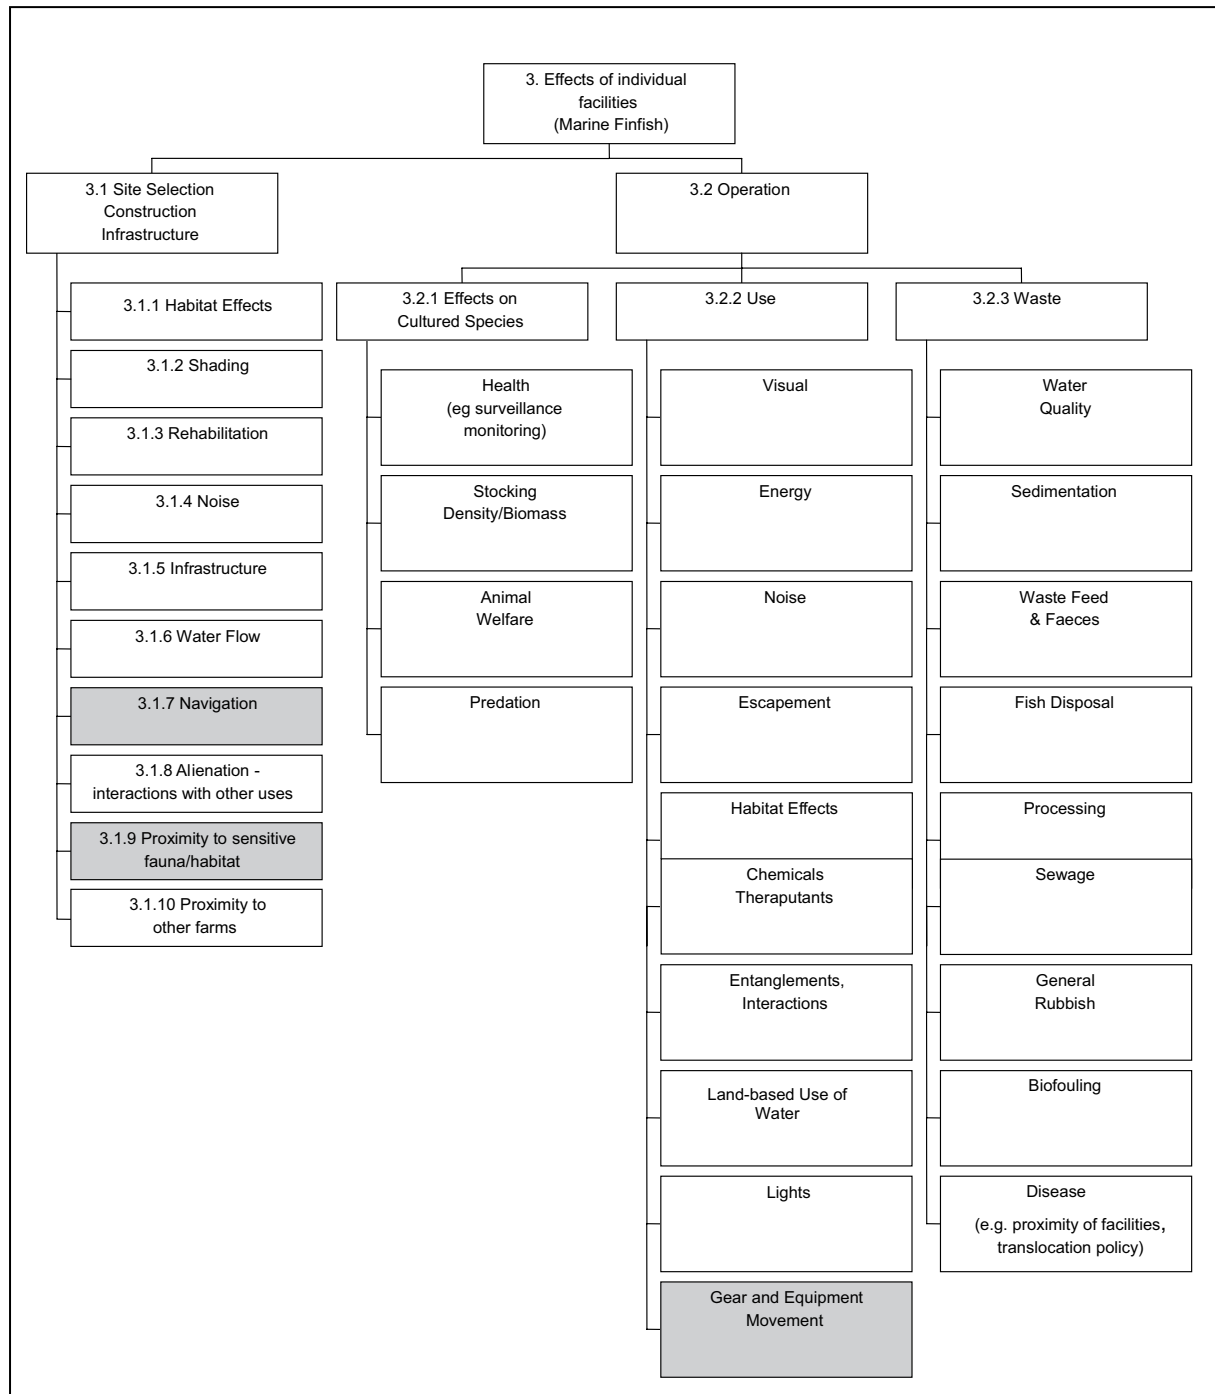 3. Effects of individual
facilities
(Marine Finfish)
3.1 Site Selection
Construction
Infrastructure
3.2 Operation
3.1.1 Habitat Effects
3.1.2 Shading
3.1.3 Rehabilitation
3.1.4 Noise
3.1.5 Infrastructure
3.1.6 Water Flow
3.1.7 Navigation
3.1.8 Alienation -
interactions with other uses
3.1.9 Proximity to sensitive
fauna/habitat
3.1.10 Proximity to
other farms
3.2.1 Effects on
Cultured Species
Health
(eg surveillance
monitoring)
Stocking
Density/Biomass
Animal
Welfare
Predation
3.2.2 Use
Visual
Energy
Noise
Escapement
Habitat Effects
Chemicals
Theraputants
Entanglements,
Interactions
Land-based Use of
Water
Lights
Gear and Equipment
Movement
3.2.3 Waste
Water
Quality
Sedimentation
Waste Feed
& Faeces
Fish Disposal
Processing
Sewage
General
Rubbish
Biofouling
Disease
(e.g. proximity of facilities,
translocation policy)